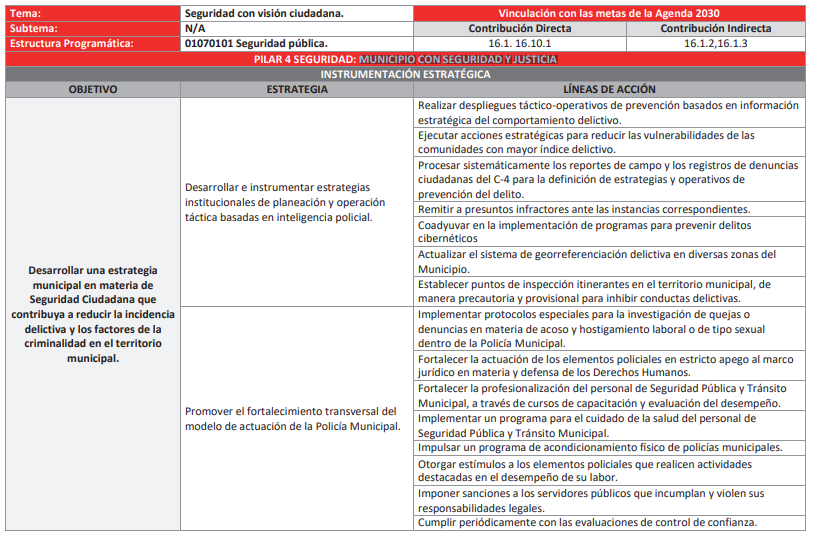 Tema: Seguridad con visión ciudadana. Vinculación con las metas de la Agenda 2030
Subtema: N/A Contribución Directa Contribución Indirecta
Estructura Programática: 01070101 Seguridad pública. 16.1. 16.10.1 16.1.2,16.1.3
PILAR 4 SEGURIDAD: MUNICIPIO CON SEGURIDAD Y JUSTICIA
INSTRUMENTACIÓN ESTRATÉGICA
OBJETIVO ESTRATEGIA LÍNEAS DE ACCIÓN
Desarrollar una estrategia
municipal en materia de
Seguridad Ciudadana que
contribuya a reducir la incidencia
delictiva y los factores de la
criminalidad en el territorio
municipal.
Desarrollar e instrumentar estrategias
institucionales de planeación y operación
táctica basadas en inteligencia policial.
Realizar despliegues táctico-operativos de prevención basados en información
estratégica del comportamiento delictivo.
Ejecutar acciones estratégicas para reducir las vulnerabilidades de las
comunidades con mayor índice delictivo.
Procesar sistemáticamente los reportes de campo y los registros de denuncias
ciudadanas del C-4 para la definición de estrategias y operativos de
prevención del delito.
Remitir a presuntos infractores ante las instancias correspondientes.
Coadyuvar en la implementación de programas para prevenir delitos
cibernéticos
Actualizar el sistema de georreferenciación delictiva en diversas zonas del
Municipio.
Establecer puntos de inspección itinerantes en el territorio municipal, de
manera precautoria y provisional para inhibir conductas delictivas.
Promover el fortalecimiento transversal del
modelo de actuación de la Policía Municipal.
Implementar protocolos especiales para la investigación de quejas o
denuncias en materia de acoso y hostigamiento laboral o de tipo sexual
dentro de la Policía Municipal.
Fortalecer la actuación de los elementos policiales en estricto apego al marco
jurídico en materia y defensa de los Derechos Humanos.
Fortalecer la profesionalización del personal de Seguridad Pública y Tránsito
Municipal, a través de cursos de capacitación y evaluación del desempeño.
Implementar un programa para el cuidado de la salud del personal de
Seguridad Pública y Tránsito Municipal.
Impulsar un programa de acondicionamiento físico de policías municipales.
Otorgar estímulos a los elementos policiales que realicen actividades
destacadas en el desempeño de su labor.
Imponer sanciones a los servidores públicos que incumplan y violen sus
responsabilidades legales.
Cumplir periódicamente con las evaluaciones de control de confianza.